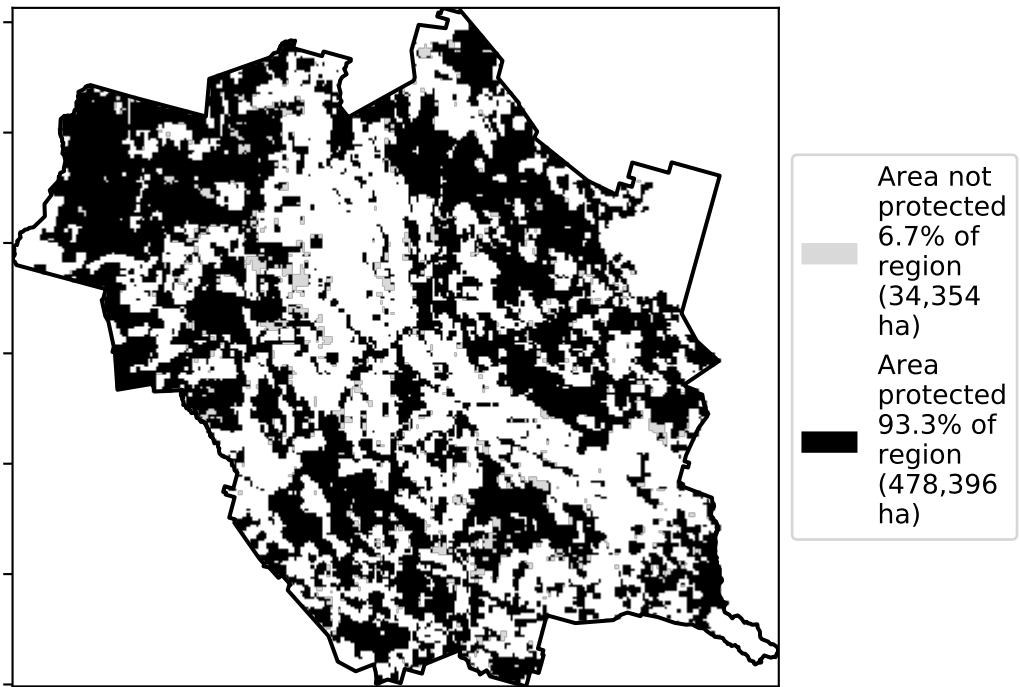 Area not
protected
6.7% of
region
(34,354
ha)
Area
protected
93.3% of
region
(478,396
ha)